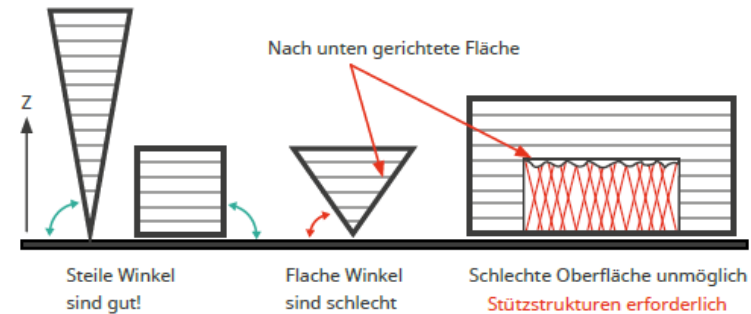 Nach unten gerichtete Fläche
Z
Steile Winkel
sind gut!
Flache Winkel
sind schlecht
Schlechte Oberfläche unmöglich
Stützstrukturen erforderlich